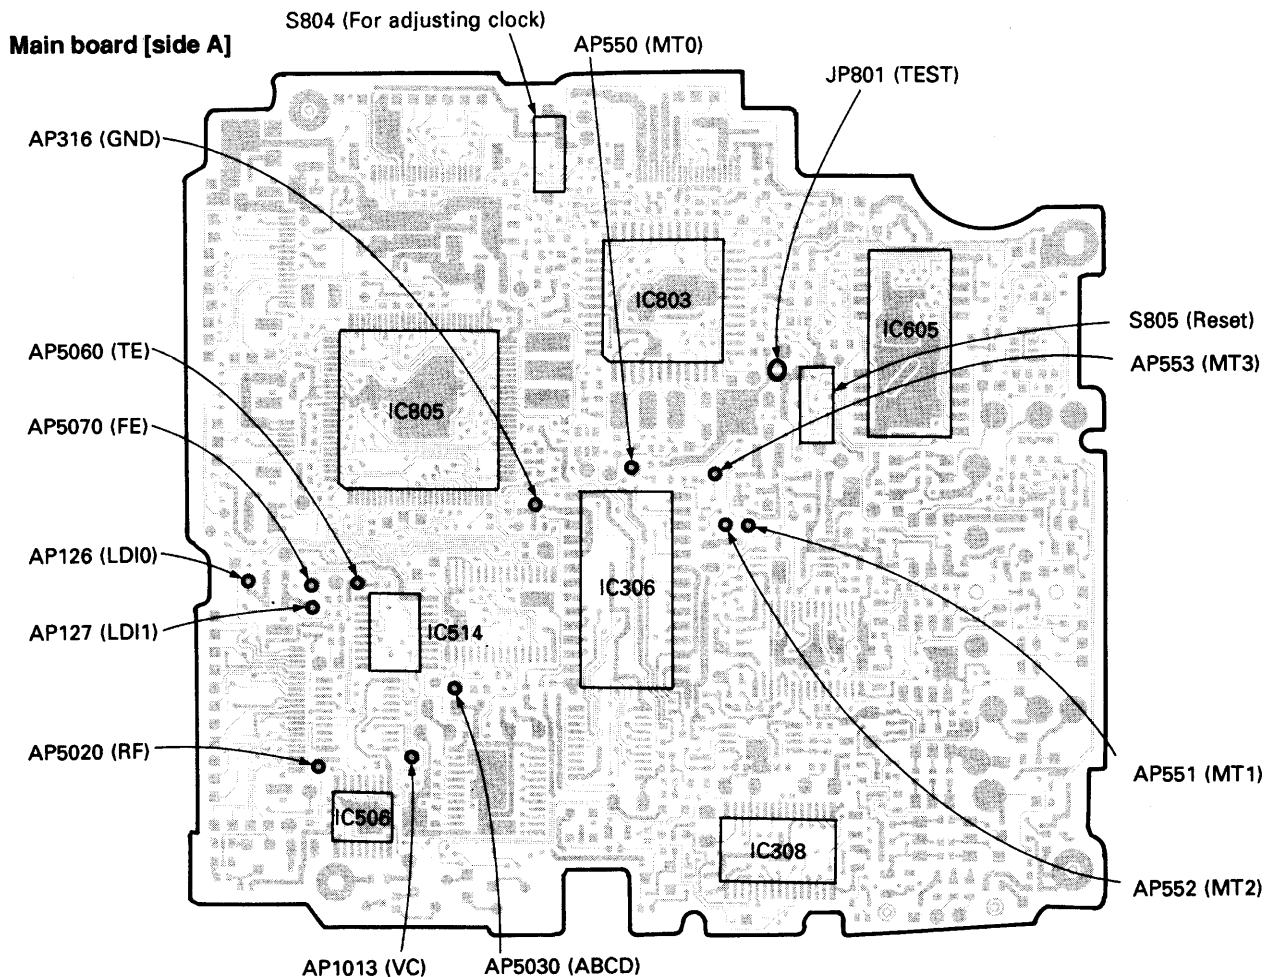 S804 (For adjusting clock)
Main board [side A]
AP550 (MT0)
JP801 (TEST)
AP316 (GND)
IC803
IC605
S805 (Reset)
AP5060 (TE)
AP553 (MT3)
IC805
AP5070 (FE)
AP126 (LDI0)
IC306
AP127 (LDI1)
IC514
AP5020 (RF)
AP551 (MT1)
IC506
IC308
AP552 (MT2)
AP1013 (VC)
AP5030 (ABCD)